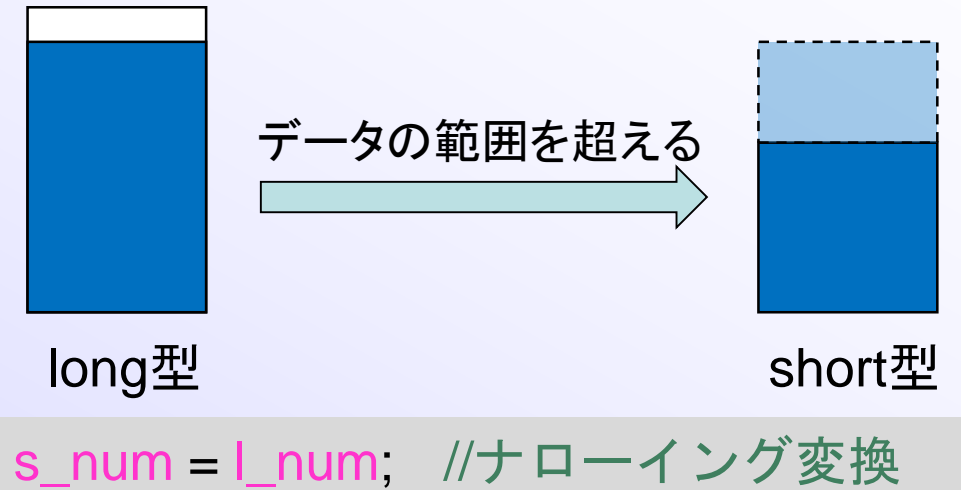 データの範囲を超える
long型
short型
s_num = l_num; //ナローイング変換